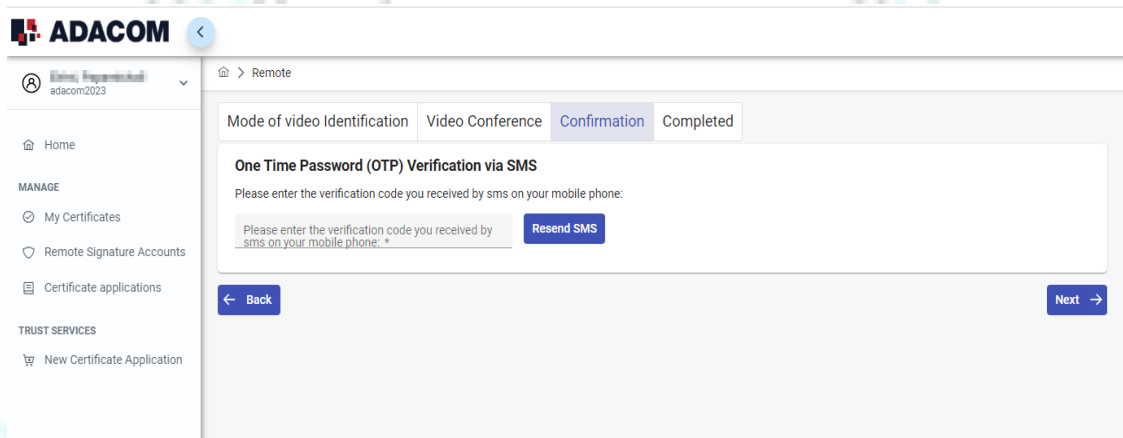 ADACOM
adacom2023
Remote
Mode of video Identification
Video Conference
Confirmation
Completed
Home
MANAGE
My Certificates
Remote Signature Accounts
Certificate applications
TRUST SERVICES
New Certificate Application
One Time Password (OTP) Verification via SMS
Please enter the verification code you received by sms on your mobile phone:
Please enter the verification code you received by
sms on your mobile phone: *
Resend SMS
Back
Next